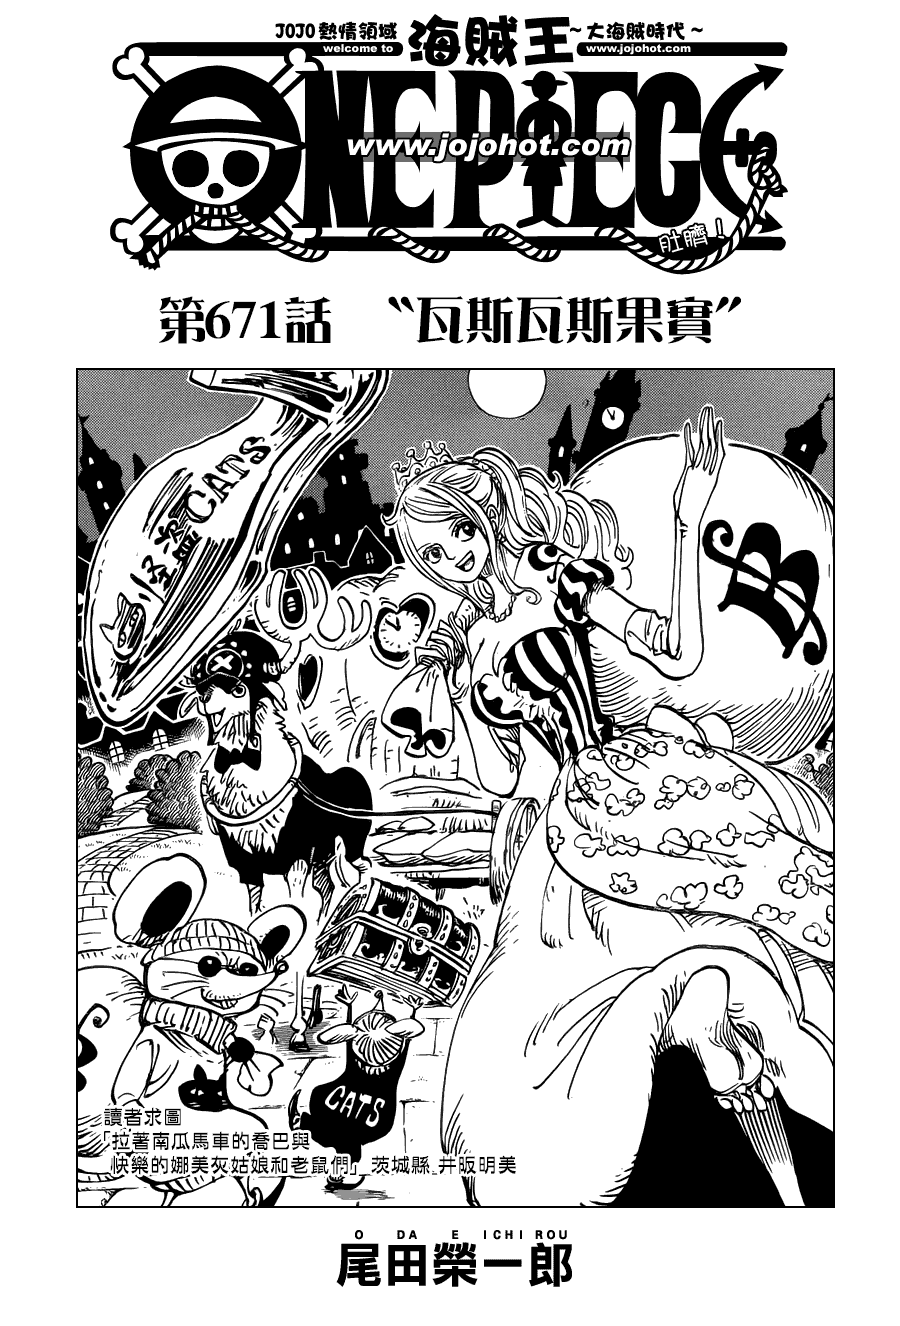 JOJO熱情領域 海賊王 ~大海賊時代~
welcome to www.jojohot.com
ONE PIECE
www.jojohot.com
肚臍！
第671話 〝瓦斯瓦斯果實〞
CATS
怪盜
B
CATS
讀者求圖
「拉著南瓜馬車的喬巴與
快樂的娜美灰姑娘和老鼠們」 茨城縣 井阪明美
O DA E ICHI ROU
尾田榮一郎